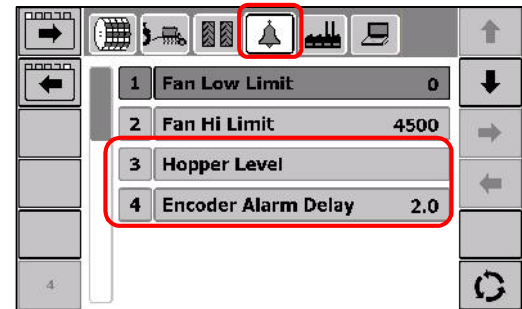 1 Fan Low Limit 0
2 Fan Hi Limit 4500
3 Hopper Level
4 Encoder Alarm Delay 2.0
4